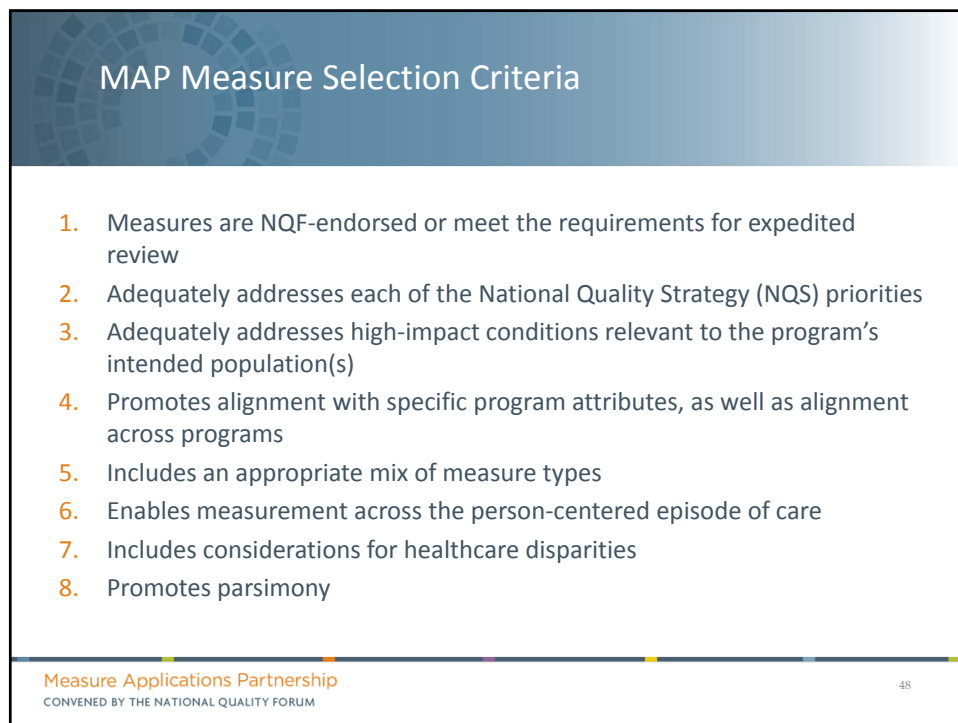 MAP Measure Selection Criteria
1. Measures are NQF-endorsed or meet the requirements for expedited
review
2. Adequately addresses each of the National Quality Strategy (NQS) priorities
3. Adequately addresses high-impact conditions relevant to the program’s
intended population(s)
4. Promotes alignment with specific program attributes, as well as alignment
across programs
5. Includes an appropriate mix of measure types
6. Enables measurement across the person-centered episode of care
7. Includes considerations for healthcare disparities
8. Promotes parsimony
Measure Applications Partnership
CONVENED BY THE NATIONAL QUALITY FORUM
48